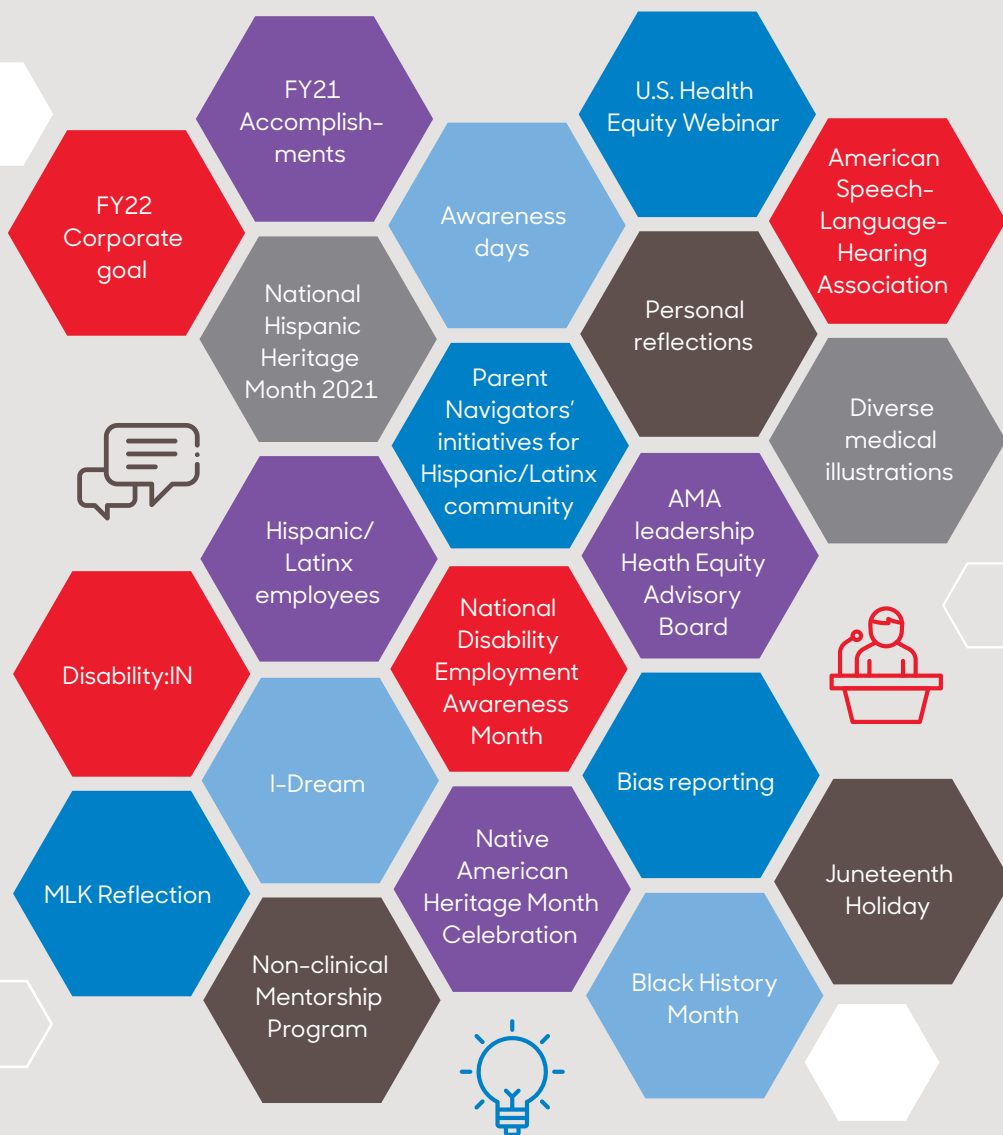 FY21
Accomplish-
ments
U.S. Health
Equity Webinar
FY22
Corporate
goal
Awareness
days
American
Speech-
Language-
Hearing
Association
National
Hispanic
Heritage
Month 2021
Personal
reflections
Parent
Navigators'
initiatives for
Hispanic/Latinx
community
Diverse
medical
illustrations
Hispanic/
Latinx
employees
AMA
leadership
Heath Equity
Advisory
Board
Disability:IN
National
Disability
Employment
Awareness
Month
I-Dream
Bias reporting
MLK Reflection
Native
American
Heritage Month
Celebration
Juneteenth
Holiday
Non-clinical
Mentorship
Program
Black History
Month